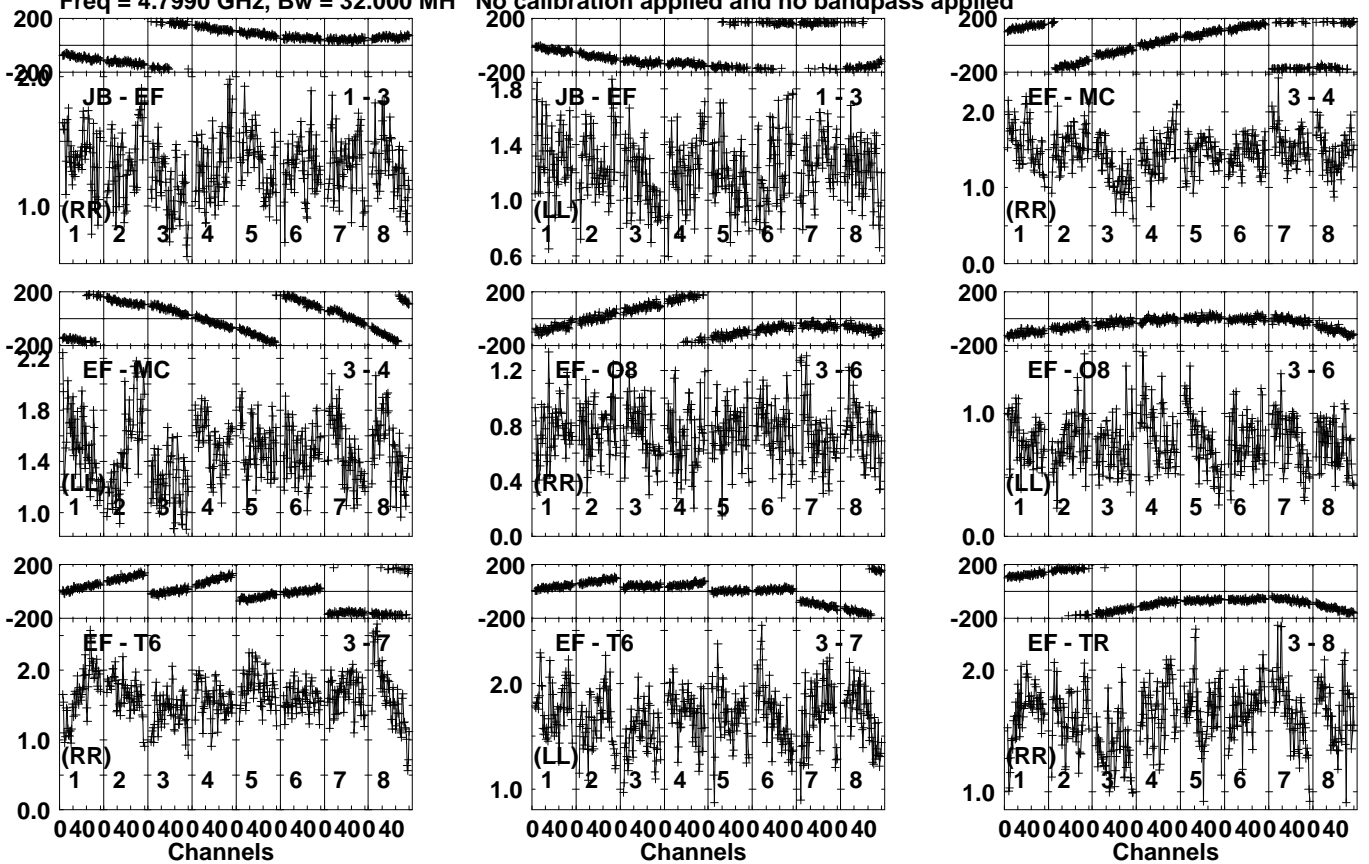 Freq = 4.7990 GHz, Bw = 32.000 MH   No calibration applied and no bandpass applied
200
-200
2.0
1.0
JB - EF
1 - 3
(RR)
1 2 3 4 5 6 7 8
200
-200
1.8
1.4
1.0
0.6
JB - EF
1 - 3
(LL)
1 2 3 4 5 6 7 8
200
-200
2.0
1.0
0.0
EF - MC
3 - 4
(RR)
1 2 3 4 5 6 7 8
200
-200
2.2
1.8
1.4
1.0
EF - MC
3 - 4
(LL)
1 2 3 4 5 6 7 8
200
-200
1.2
0.8
0.4
0.0
EF - O8
3 - 6
(RR)
1 2 3 4 5 6 7 8
200
-200
1.0
0.0
EF - O8
3 - 6
(LL)
1 2 3 4 5 6 7 8
200
-200
2.0
1.0
0.0
EF - T6
3 - 7
(RR)
1 2 3 4 5 6 7 8
0 40 0 40 0 40 0 40 0 40 0 40 0 40 0 40
Channels
200
-200
2.0
1.0
EF - T6
3 - 7
(LL)
1 2 3 4 5 6 7 8
0 40 0 40 0 40 0 40 0 40 0 40 0 40 0 40
Channels
200
-200
2.0
1.0
EF - TR
3 - 8
(RR)
1 2 3 4 5 6 7 8
0 40 0 40 0 40 0 40 0 40 0 40 0 40 0 40
Channels